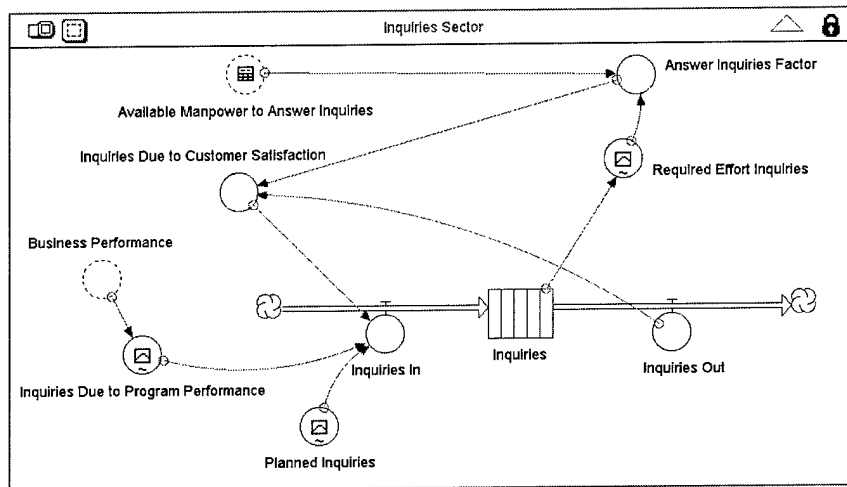 Inquiries Sector
Answer Inquiries Factor
Available Manpower to Answer Inquiries
Inquiries Due to Customer Satisfaction
Required Effort Inquiries
Business Performance
Inquiries
Inquiries In
Inquiries Out
Inquiries Due to Program Performance
Planned Inquiries